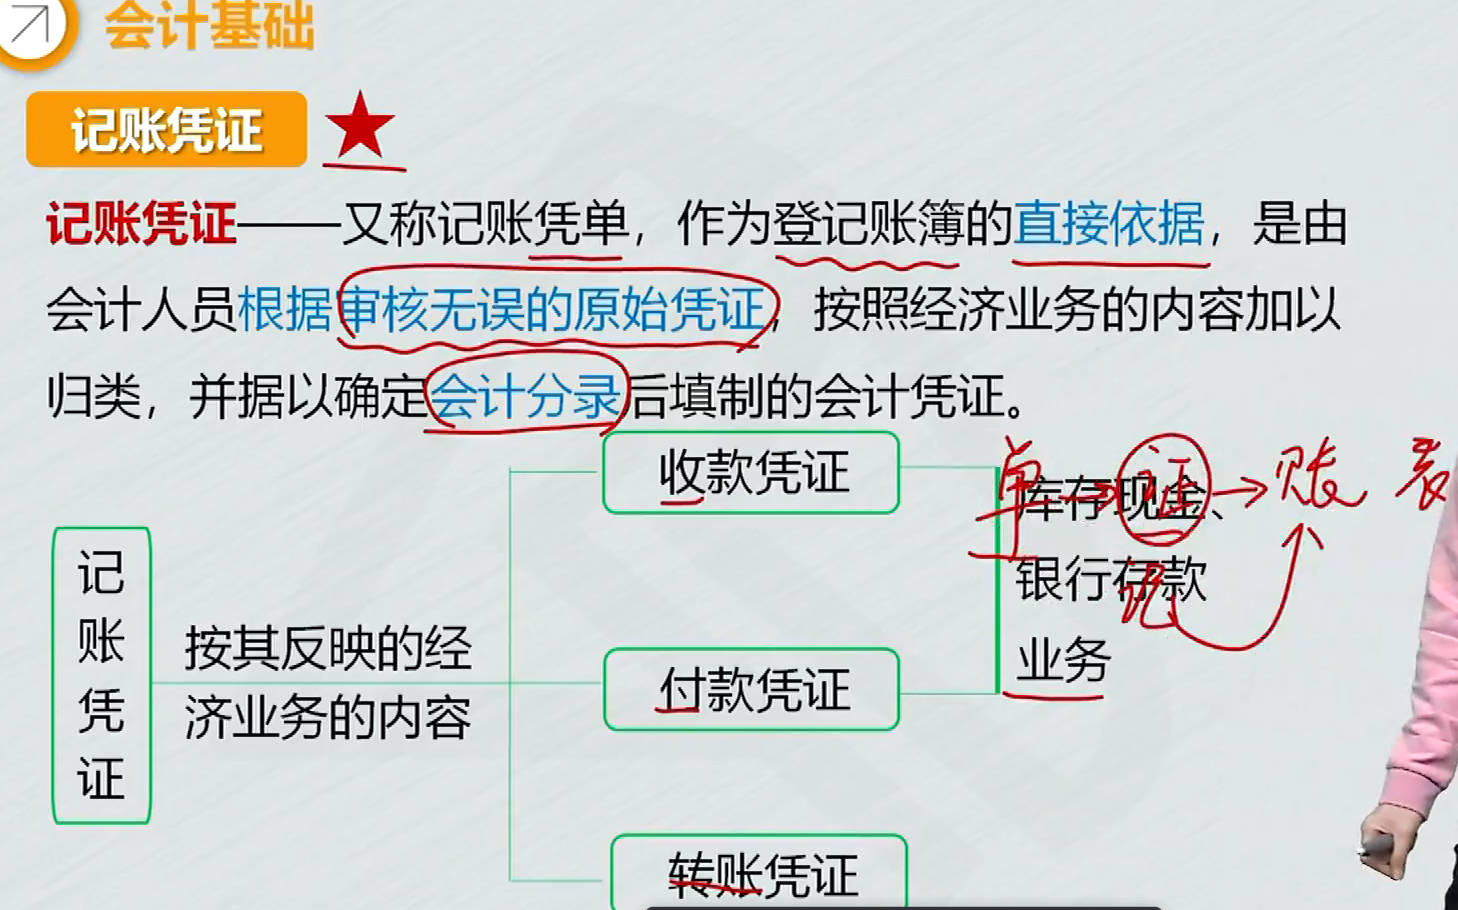 会计基础
记账凭证
记账凭证——又称记账凭单，作为登记账簿的直接依据，是由
会计人员根据审核无误的原始凭证，按照经济业务的内容加以
归类，并据以确定会计分录后填制的会计凭证。
收款凭证
单→证→账 表
库存现金、
银行存款
记
业务
记账凭证
按其反映的经
济业务的内容
付款凭证
转账凭证